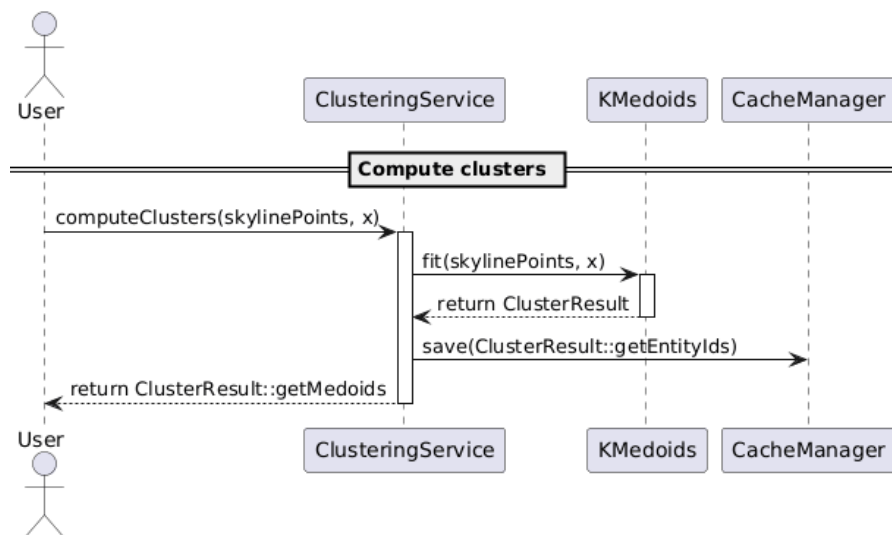 User
ClusteringService
KMedoids
CacheManager
Compute clusters
computeClusters(skylinePoints, x)
fit(skylinePoints, x)
return ClusterResult
save(ClusterResult::getEntityIds)
return ClusterResult::getMedoids
User
ClusteringService
KMedoids
CacheManager